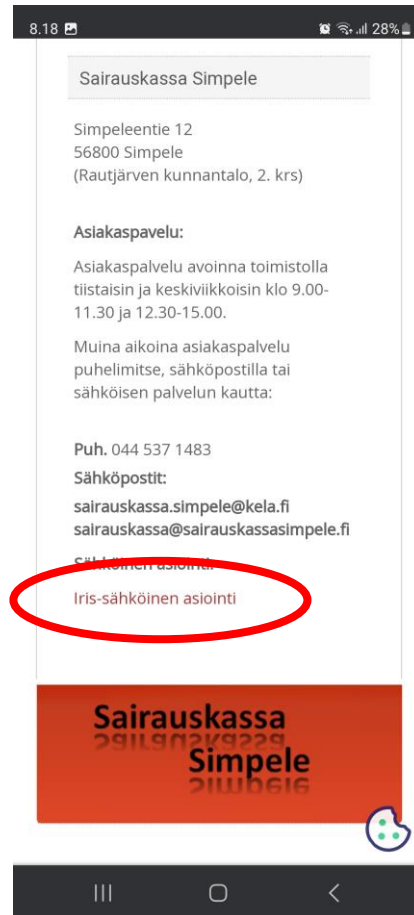 8.18 28%
Sairauskassa Simpele
Simpeleentie 12
56800 Simpele
(Rautjärven kunnantalo, 2. krs)
Asiakaspavelu:
Asiakaspalvelu avoinna toimistolla
tiistaisin ja keskiviikkoisin klo 9.00-
11.30 ja 12.30-15.00.
Muina aikoina asiakaspalvelu
puhelimitse, sähköpostilla tai
sähköisen palvelun kautta:
Puh. 044 537 1483
Sähköpostit:
sairauskassa.simpele@kela.fi
sairauskassa@sairauskassasimpele.fi
Sähköinen asiointi:
Iris-sähköinen asiointi
Sairauskassa
Simpele